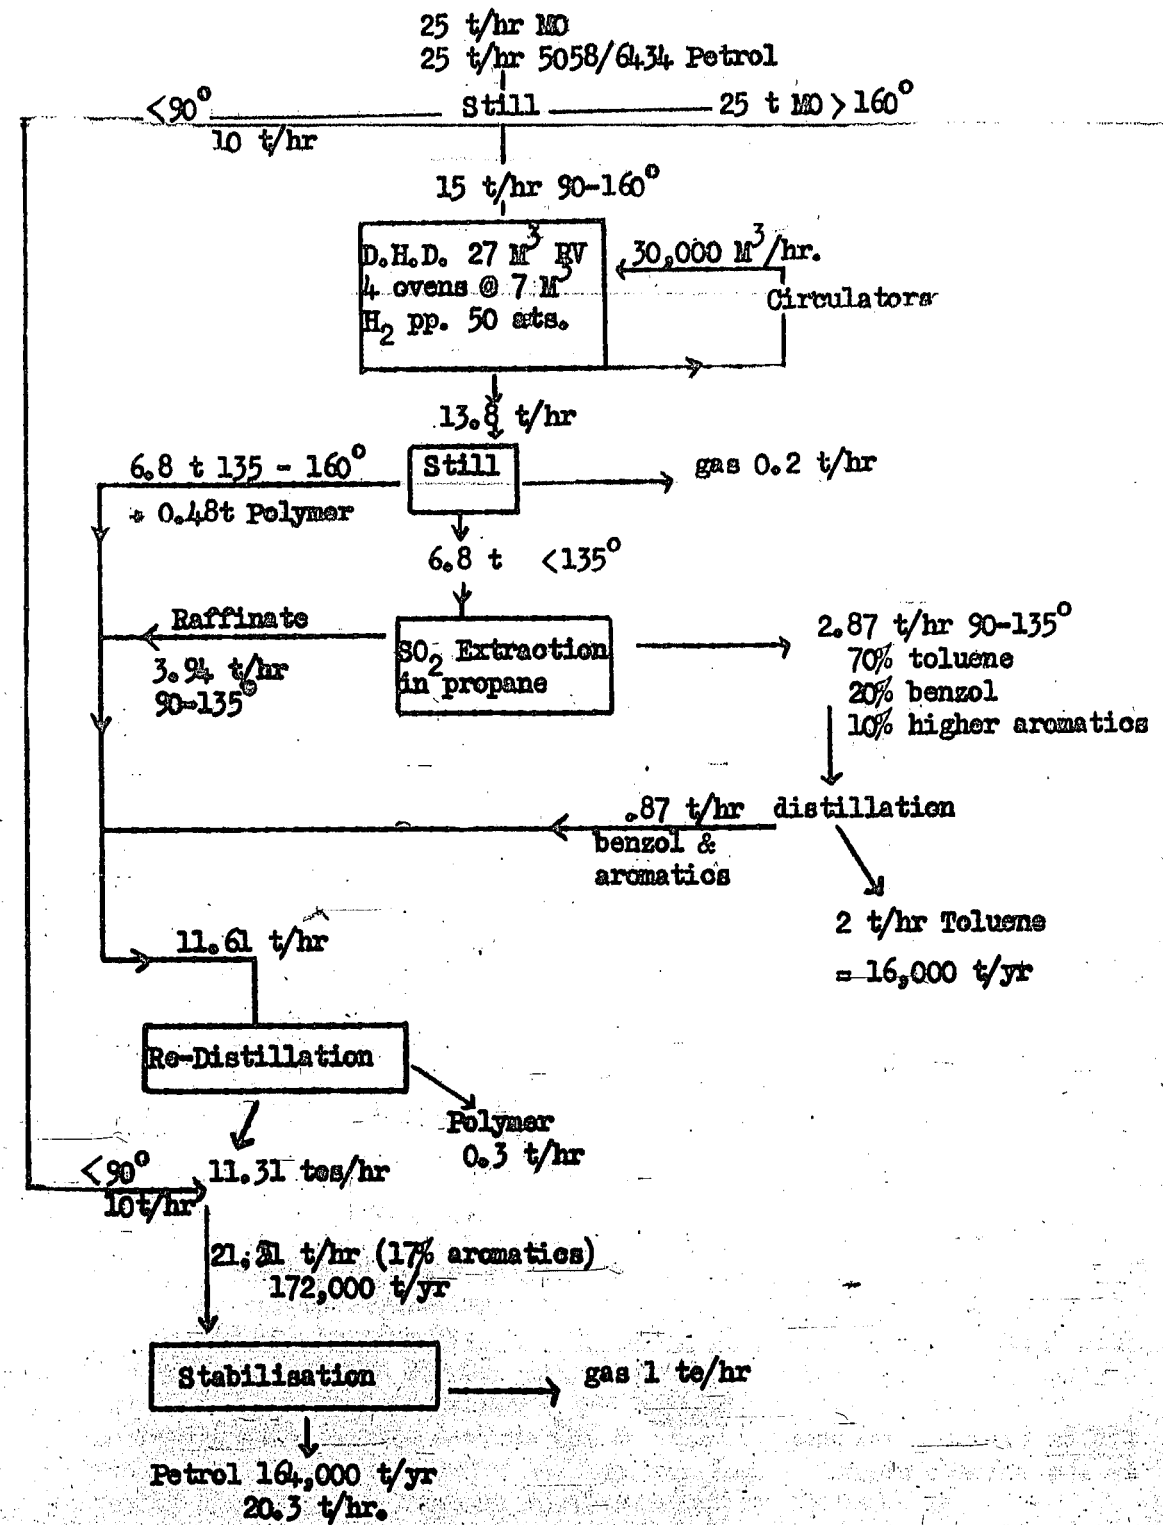 25 t/hr MO
25 t/hr 5058/6434 Petrol
<90° Still 25 t MO > 160°
10 t/hr
15 t/hr 90-160°
D.H.D. 27 M³ RV
4 ovens @ 7 M³
H₂ pp. 50 ats.
30,000 M³/hr.
Circulators
13.8 t/hr
Still
gas 0.2 t/hr
6.8 t 135 - 160°
+ 0.48t Polymer
6.8 t <135°
Raffinate
3.94 t/hr
90-135°
SO₂ Extraction
in propane
2.87 t/hr 90-135°
70% toluene
20% benzol
10% higher aromatics
.87 t/hr distillation
benzol &
aromatics
2 t/hr Toluene
= 16,000 t/yr
11.61 t/hr
Re-Distillation
Polymer
0.3 t/hr
<90° 11.31 tes/hr
10t/hr
t/hr (17% aromatics)
172,000 t/yr
Stabilisation
gas 1 te/hr
Petrol 164,000 t/yr
20.3 t/hr.